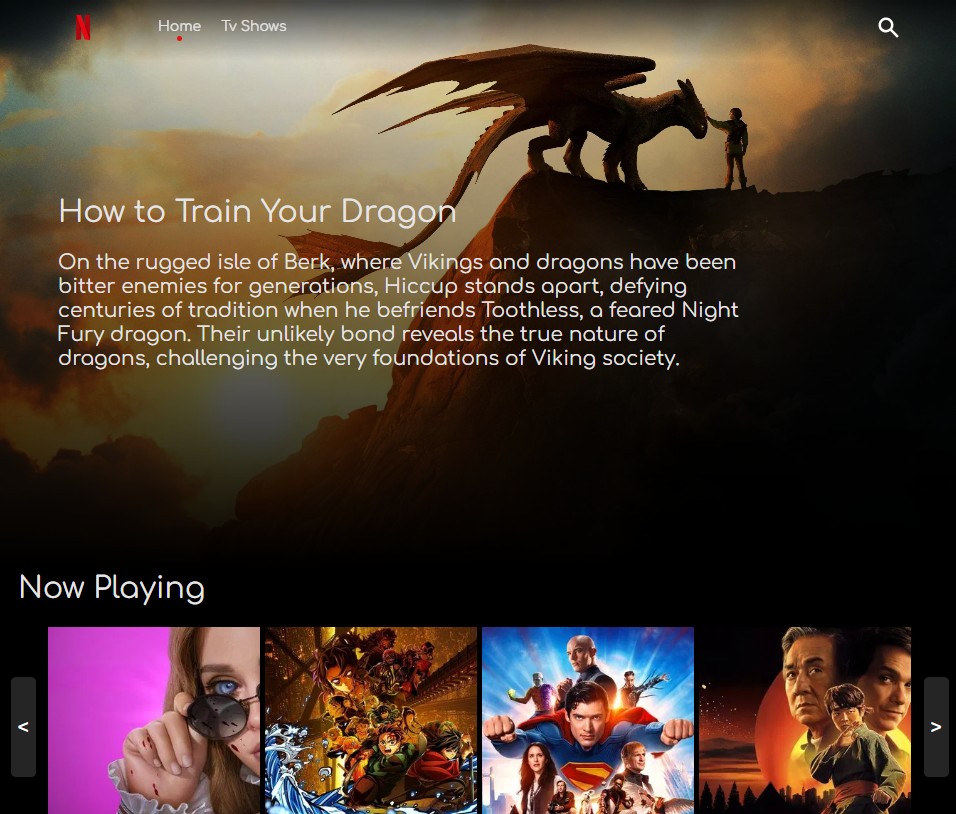 N
Home Tv Shows
How to Train Your Dragon
On the rugged isle of Berk, where Vikings and dragons have been
bitter enemies for generations, Hiccup stands apart, defying
centuries of tradition when he befriends Toothless, a feared Night
Fury dragon. Their unlikely bond reveals the true nature of
dragons, challenging the very foundations of Viking society.
Now Playing
< >